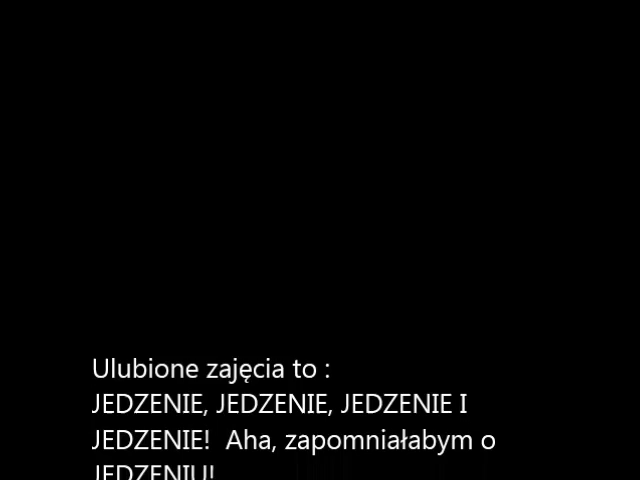 Ulubione zajęcia to :
JEDZENIE, JEDZENIE, JEDZENIE I
JEDZENIE!  Aha, zapomniałabym o
JEDZENIU!